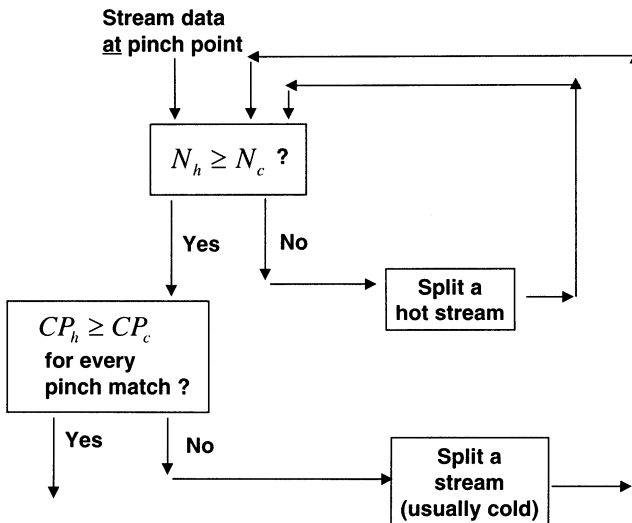 Stream data
at pinch point
N_h ≥ N_c ?
Yes
No
Split a
hot stream
CP_h ≥ CP_c
for every
pinch match ?
Yes
No
Split a
stream
(usually cold)